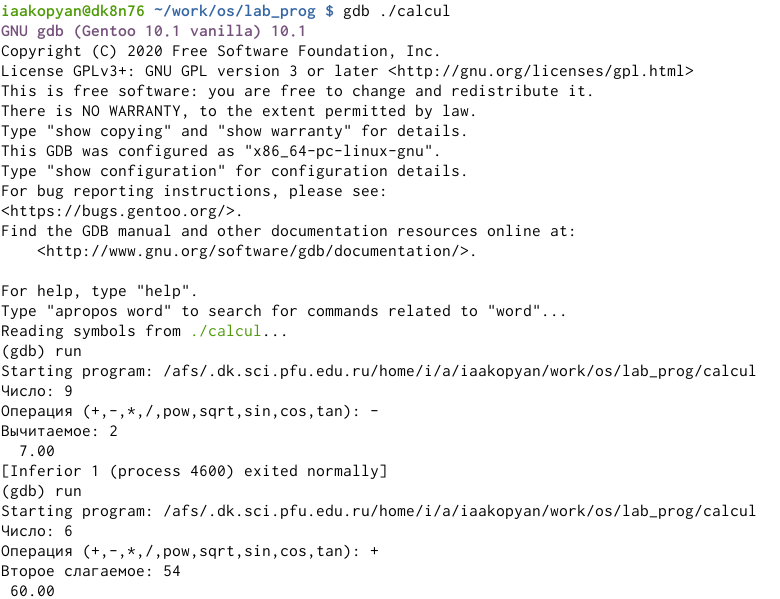 iaakopyan@dk8n76 ~/work/os/lab_prog $ gdb ./calcul
GNU gdb (Gentoo 10.1 vanilla) 10.1
Copyright (C) 2020 Free Software Foundation, Inc.
License GPLv3+: GNU GPL version 3 or later <http://gnu.org/licenses/gpl.html>
This is free software: you are free to change and redistribute it.
There is NO WARRANTY, to the extent permitted by law.
Type "show copying" and "show warranty" for details.
This GDB was configured as "x86_64-pc-linux-gnu".
Type "show configuration" for configuration details.
For bug reporting instructions, please see:
<https://bugs.gentoo.org/>.
Find the GDB manual and other documentation resources online at:
    <http://www.gnu.org/software/gdb/documentation/>.

For help, type "help".
Type "apropos word" to search for commands related to "word"...
Reading symbols from ./calcul...
(gdb) run
Starting program: /afs/.dk.sci.pfu.edu.ru/home/i/a/iaakopyan/work/os/lab_prog/calcul
Число: 9
Операция (+,-,*,/,pow,sqrt,sin,cos,tan): -
Вычитаемое: 2
  7.00
[Inferior 1 (process 4600) exited normally]
(gdb) run
Starting program: /afs/.dk.sci.pfu.edu.ru/home/i/a/iaakopyan/work/os/lab_prog/calcul
Число: 6
Операция (+,-,*,/,pow,sqrt,sin,cos,tan): +
Второе слагаемое: 54
 60.00